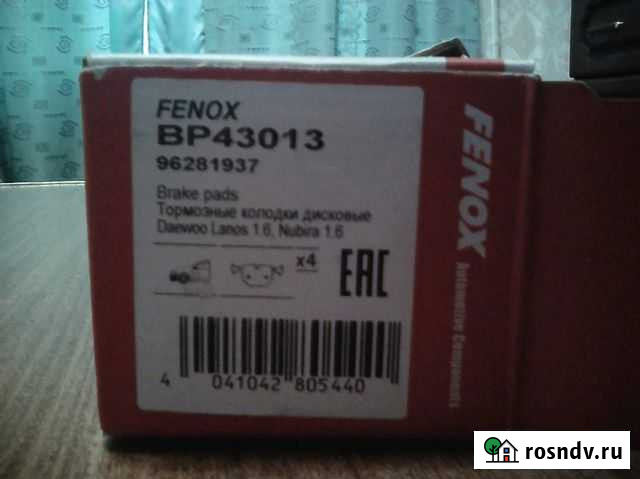 FENOX
BP43013
96281937
Brake pads
Тормозные колодки дисковые
Daewoo Lanos 1.6, Nubira 1.6
x4
EAC
4 041042 805440
FENOX
Automotive Components
rosndv.ru